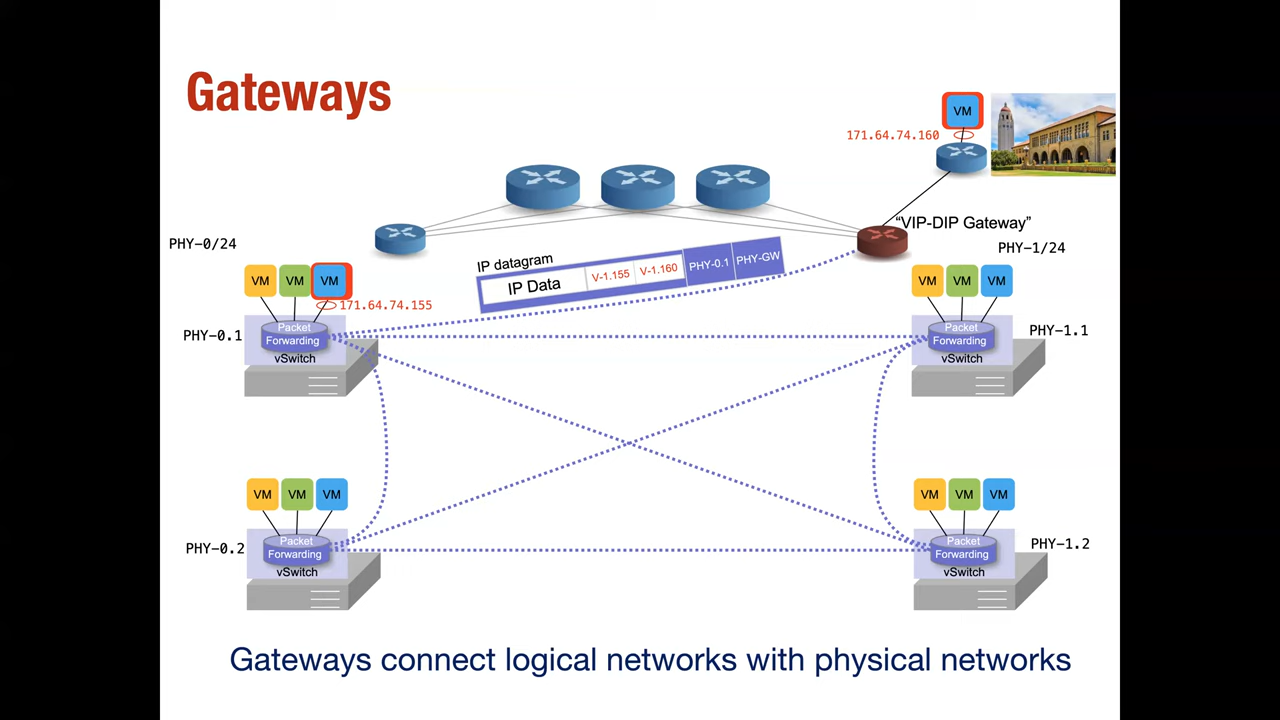 Gateways
VM
171.64.74.160
"VIP-DIP Gateway"
PHY-0/24
PHY-1/24
IP datagram
IP Data
V-1.155
V-1.160
PHY-0.1
PHY-GW
VM
VM
VM
171.64.74.155
PHY-0.1
Packet
Forwarding
vSwitch
VM
VM
VM
PHY-1.1
Packet
Forwarding
vSwitch
VM
VM
VM
PHY-0.2
Packet
Forwarding
vSwitch
VM
VM
VM
PHY-1.2
Packet
Forwarding
vSwitch
Gateways connect logical networks with physical networks